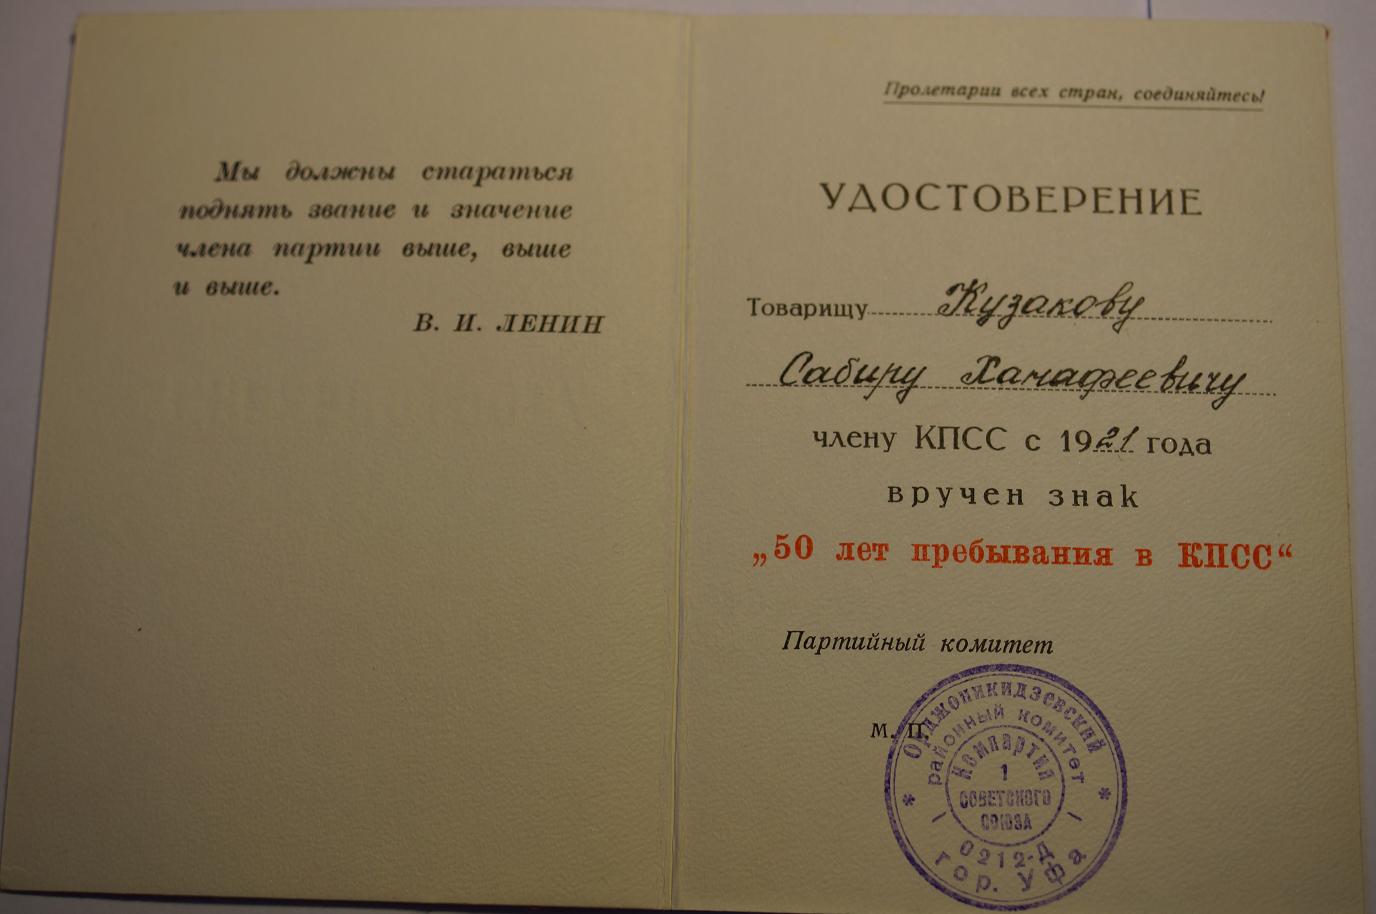 Мы должны стараться
поднять звание и значение
члена партии выше, выше
и выше.
В. И. ЛЕНИН
Пролетарии всех стран, соединяйтесь!
УДОСТОВЕРЕНИЕ
Товарищу Кузакову
Сабиру Ханафеевичу
члену КПСС с 1921 года
вручен знак
„50 лет пребывания в КПСС“
Партийный комитет
М. П.
* Орджоникидзевский *
районный комитет
Компартия
1
СОВЕТСКОГО
СОЮЗА
0212-Д
гор. Уфа